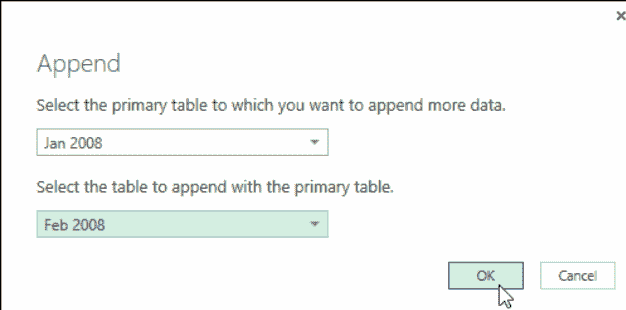 Append
Select the primary table to which you want to append more data.
Jan 2008
Select the table to append with the primary table.
Feb 2008
OK Cancel